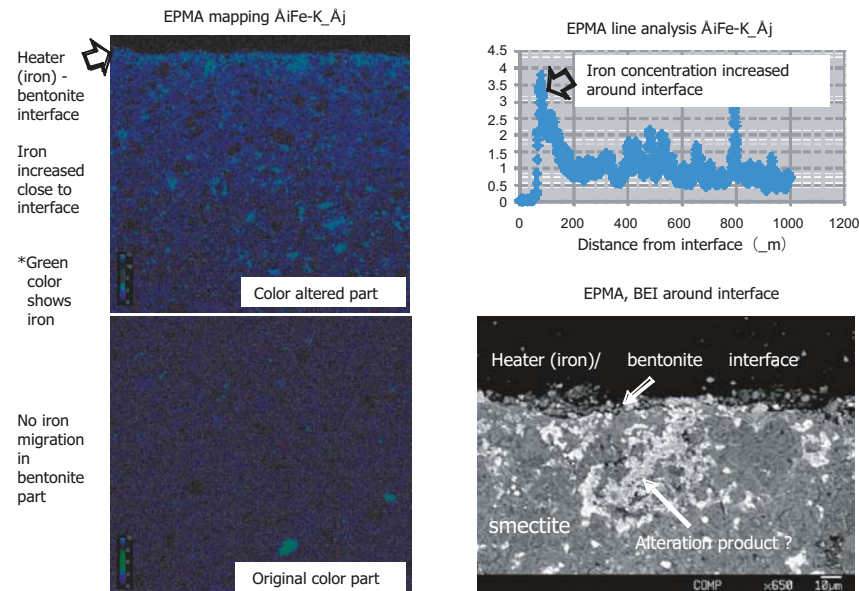 EPMA mapping ÅiFe-K_Åj
Heater
(iron) -
bentonite
interface
Iron
increased
close to
interface
*Green
color
shows
iron
Color altered part
No iron
migration
in
bentonite
part
Original color part
EPMA line analysis ÅiFe-K_Åj
4.5
4
3.5
3
2.5
2
1.5
1
0.5
0
Iron concentration increased
around interface
0 200 400 600 800 1000 1200
Distance from interface （_m）
EPMA, BEI around interface
Heater (iron)/ bentonite interface
smectite
Alteration product ?
COMP ×650 10μm